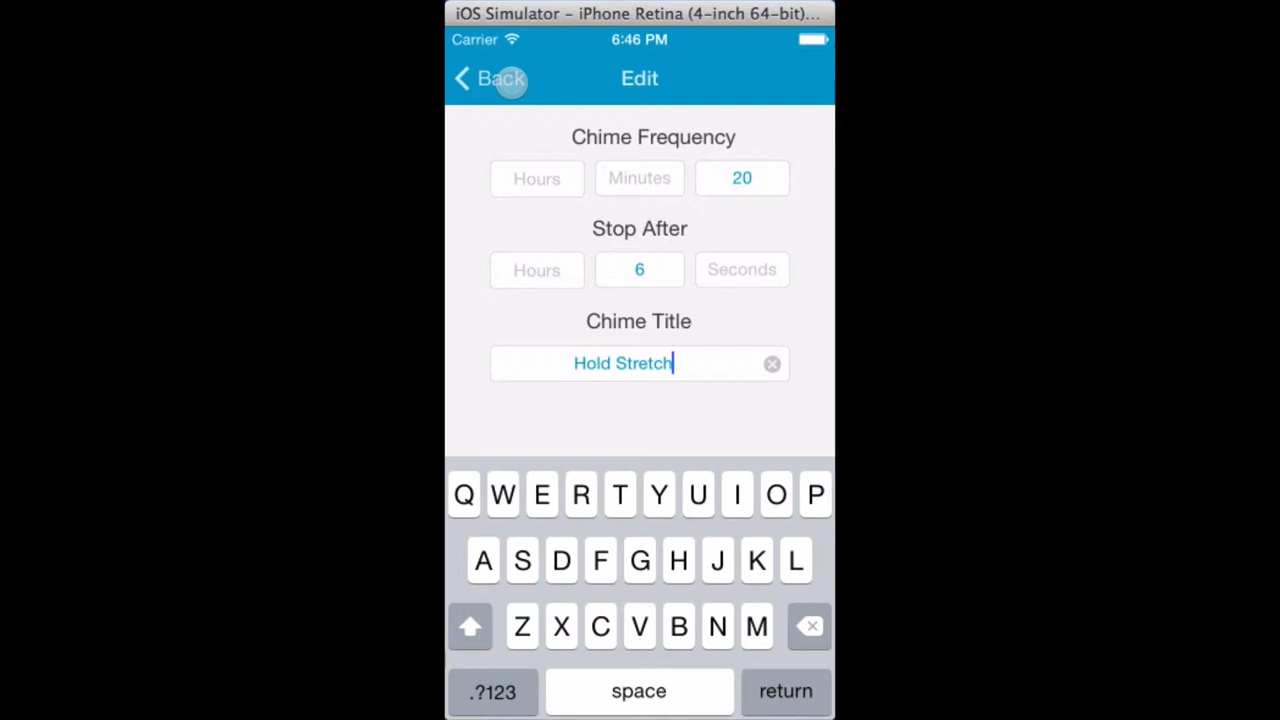 iOS Simulator – iPhone Retina (4-inch 64-bit)...
Carrier 6:46 PM
Back Edit
Chime Frequency
Hours Minutes 20
Stop After
Hours 6 Seconds
Chime Title
Hold Stretch
Q W E R T Y U I O P
A S D F G H J K L
Z X C V B N M
.?123 space return